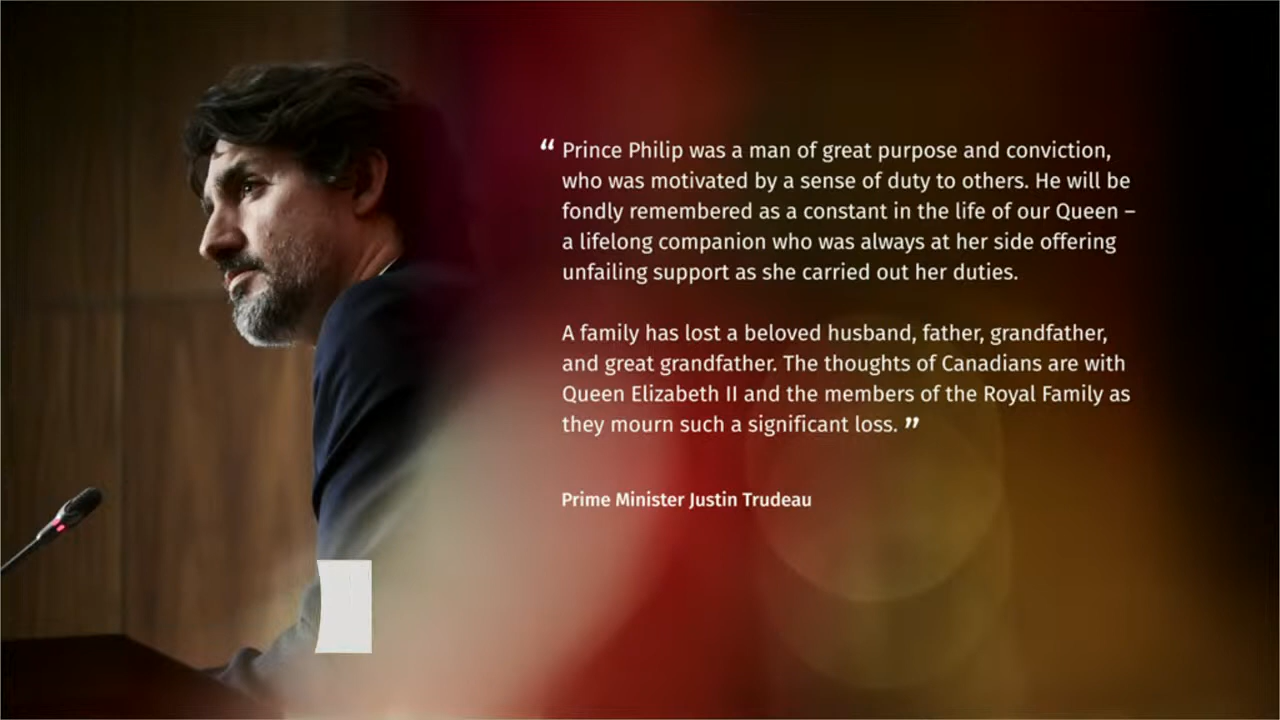 “ Prince Philip was a man of great purpose and conviction,
who was motivated by a sense of duty to others. He will be
fondly remembered as a constant in the life of our Queen –
a lifelong companion who was always at her side offering
unfailing support as she carried out her duties.
A family has lost a beloved husband, father, grandfather,
and great grandfather. The thoughts of Canadians are with
Queen Elizabeth II and the members of the Royal Family as
they mourn such a significant loss. ”
Prime Minister Justin Trudeau